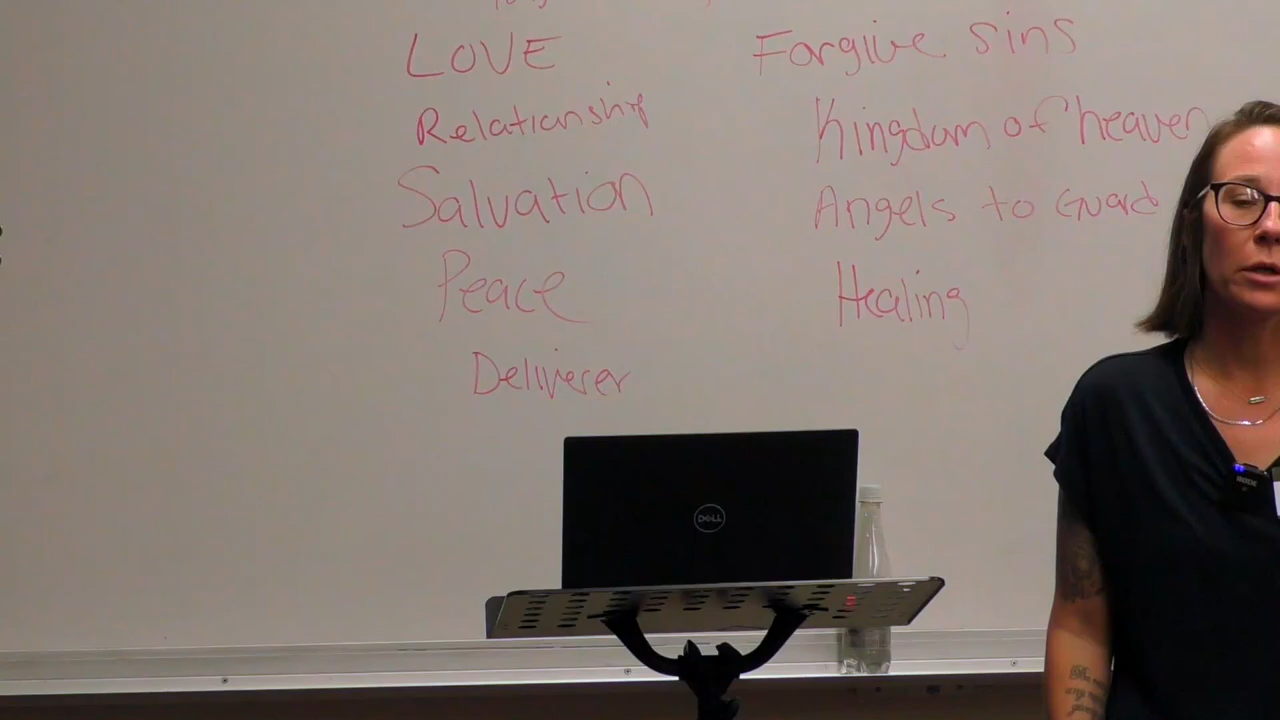 LOVE
Relationship
Salvation
Peace
Deliverer
Forgive sins
Kingdom of heaven
Angels to Guard
Healing
DELL